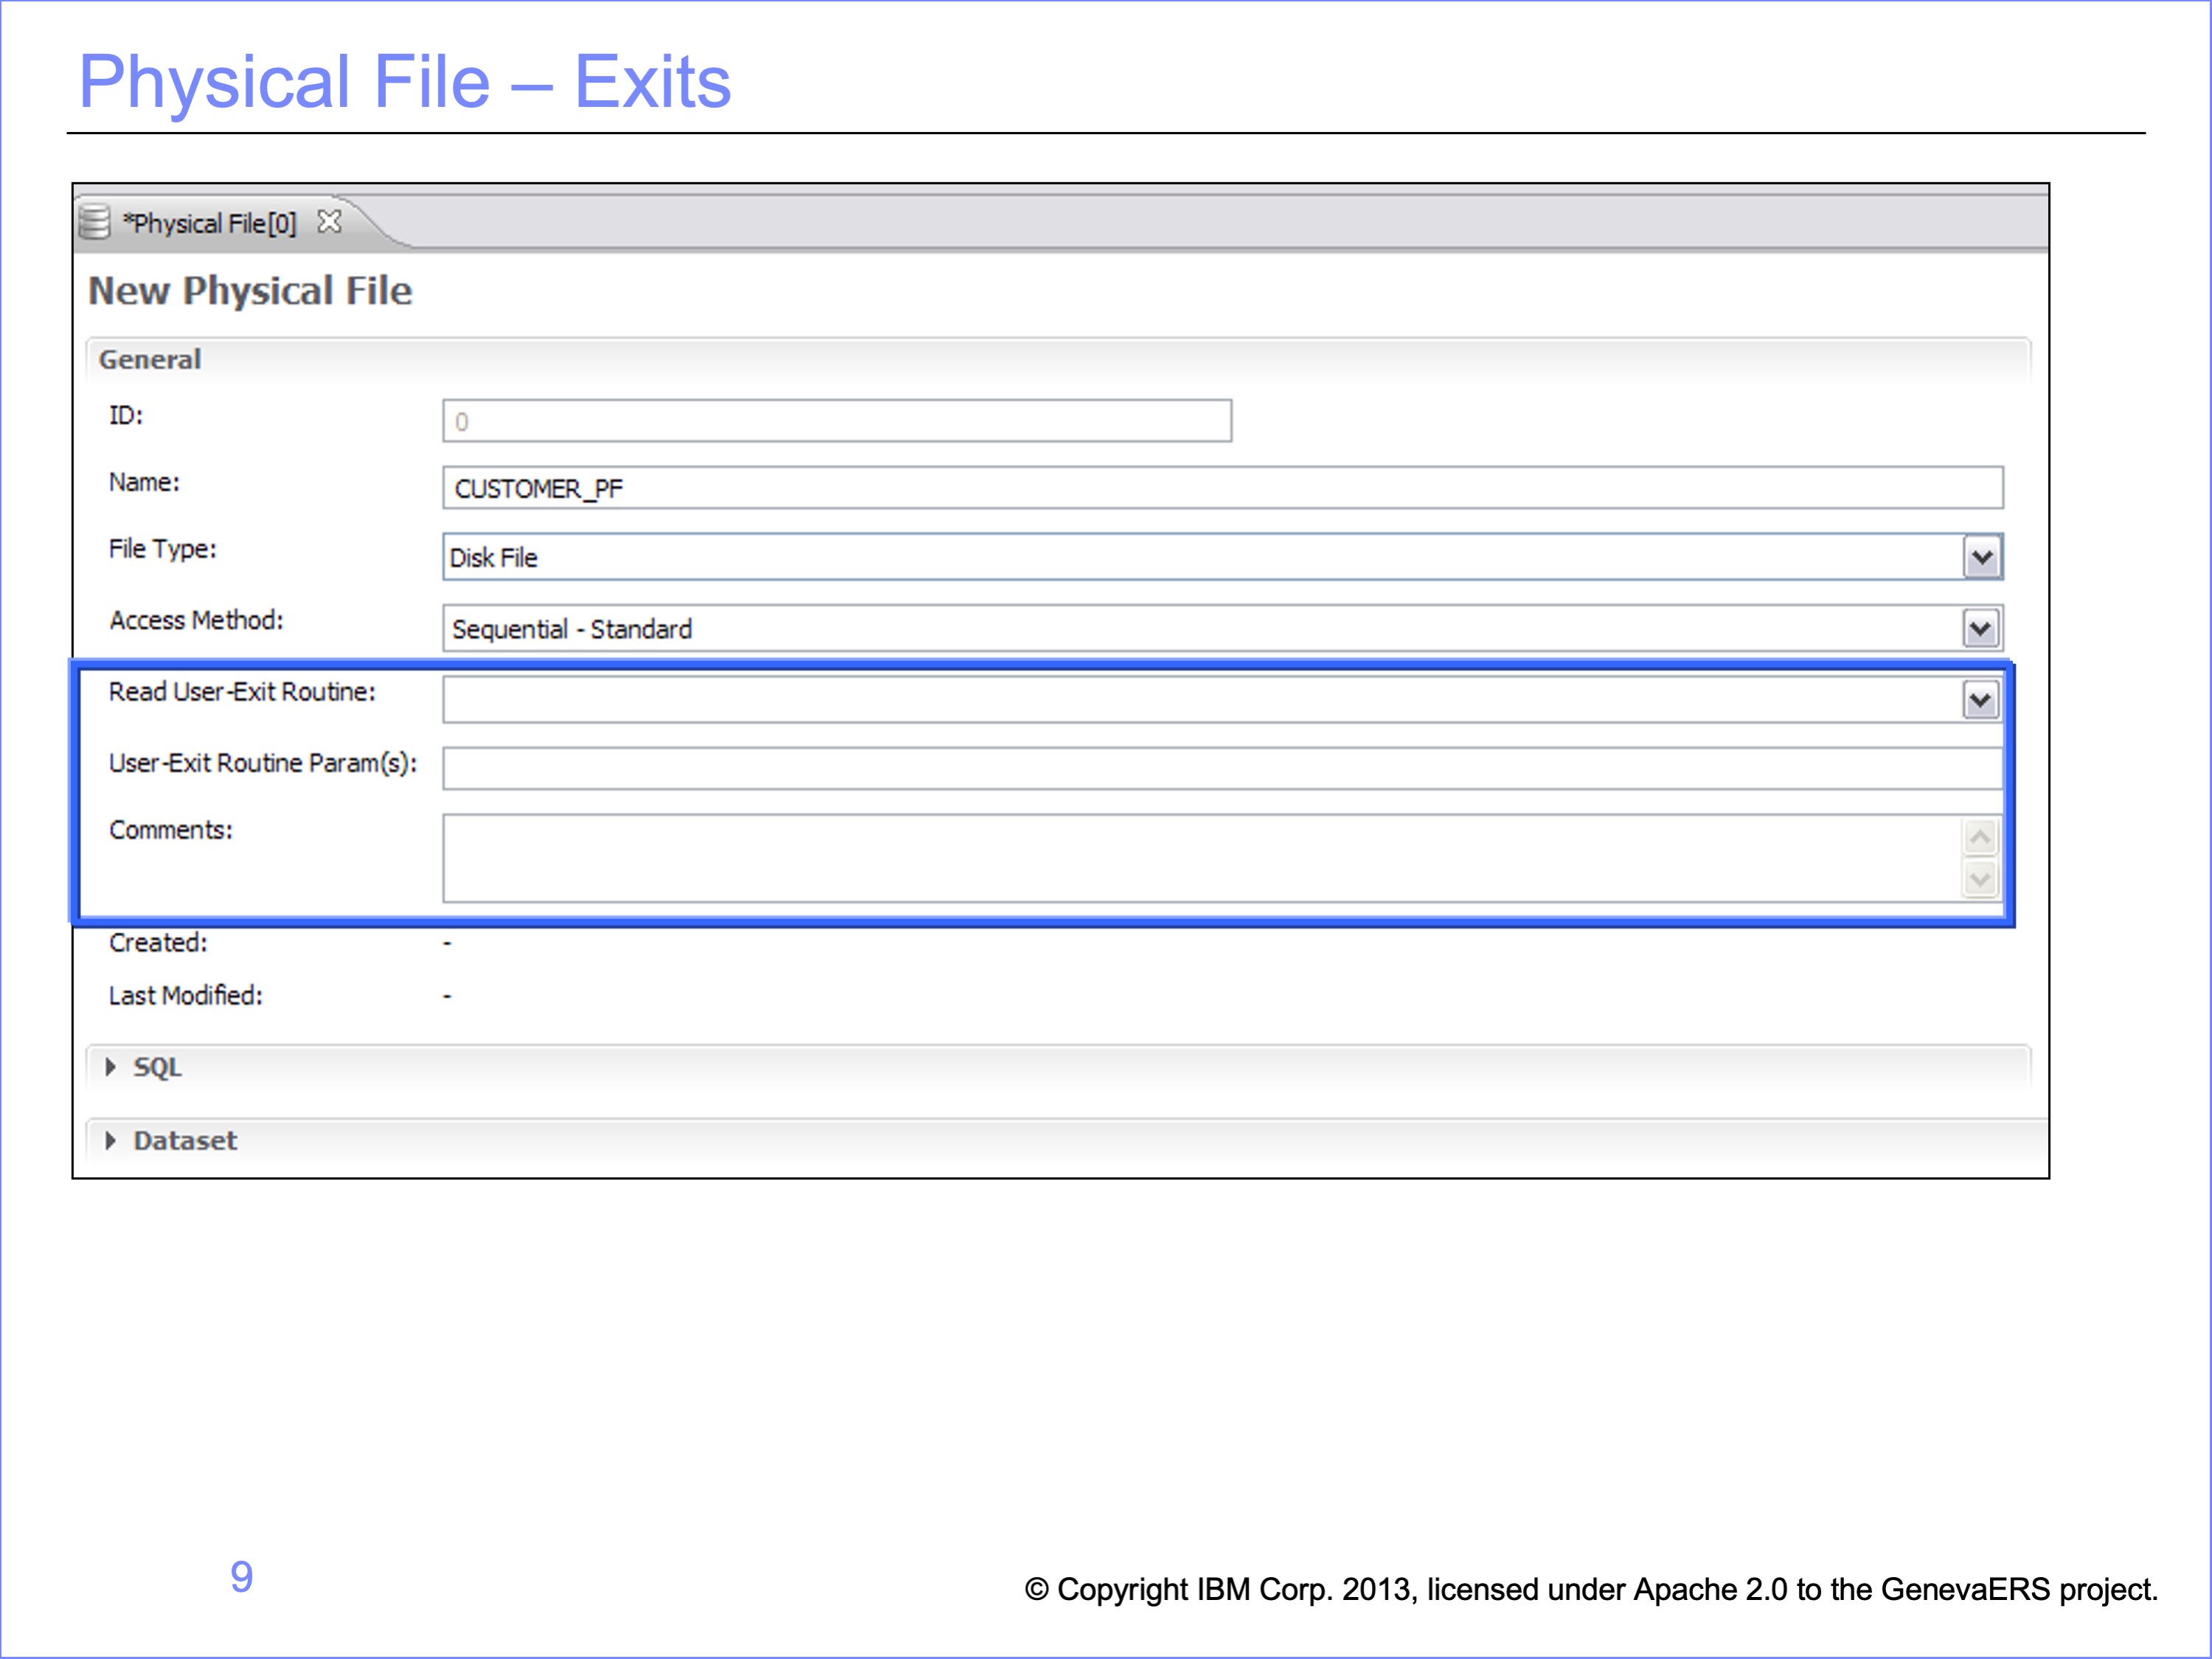 Physical File – Exits
*Physical File[0]
New Physical File
General
ID: 0
Name: CUSTOMER_PF
File Type: Disk File
Access Method: Sequential - Standard
Read User-Exit Routine:
User-Exit Routine Param(s):
Comments:
Created: -
Last Modified: -
SQL
Dataset
9
© Copyright IBM Corp. 2013, licensed under Apache 2.0 to the GenevaERS project.